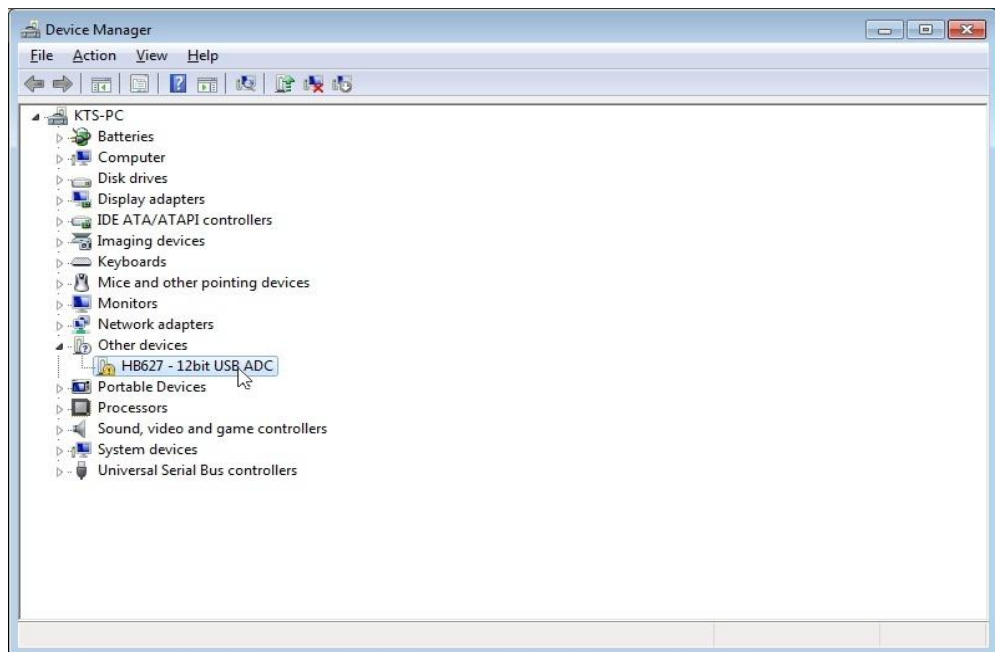 Device Manager
File Action View Help
KTS-PC
Batteries
Computer
Disk drives
Display adapters
IDE ATA/ATAPI controllers
Imaging devices
Keyboards
Mice and other pointing devices
Monitors
Network adapters
Other devices
HB627 - 12bit USB ADC
Portable Devices
Processors
Sound, video and game controllers
System devices
Universal Serial Bus controllers